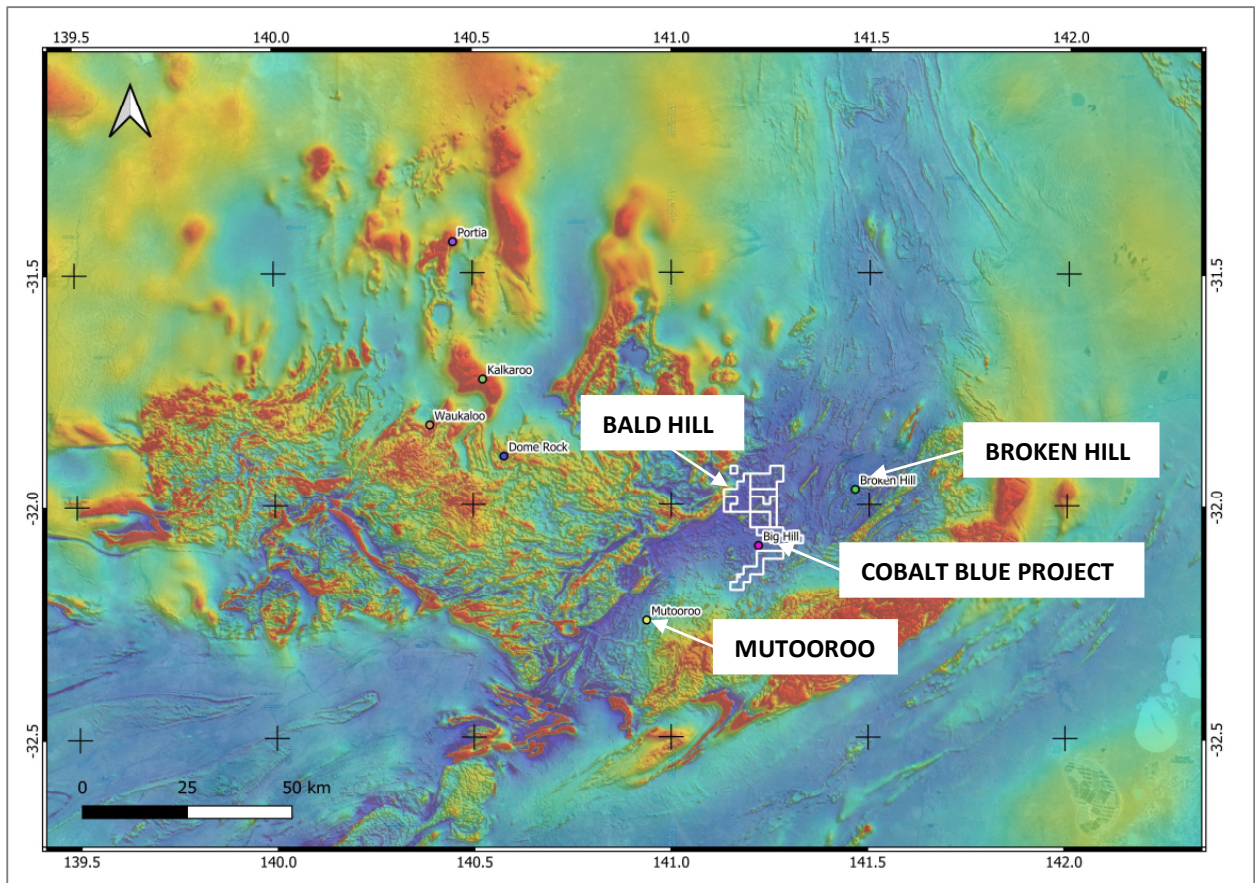 139.5 140.0 140.5 141.0 141.5 142.0
Portia
-31.5 -31.5
Kalkaroo
Waukaloo
BALD HILL
Dome Rock
BROKEN HILL
Broken Hill
-32.0 -32.0
Big Hill
COBALT BLUE PROJECT
Mutooroo
MUTOOROO
-32.5 -32.5
0 25 50 km
139.5 140.0 140.5 141.0 141.5 142.0